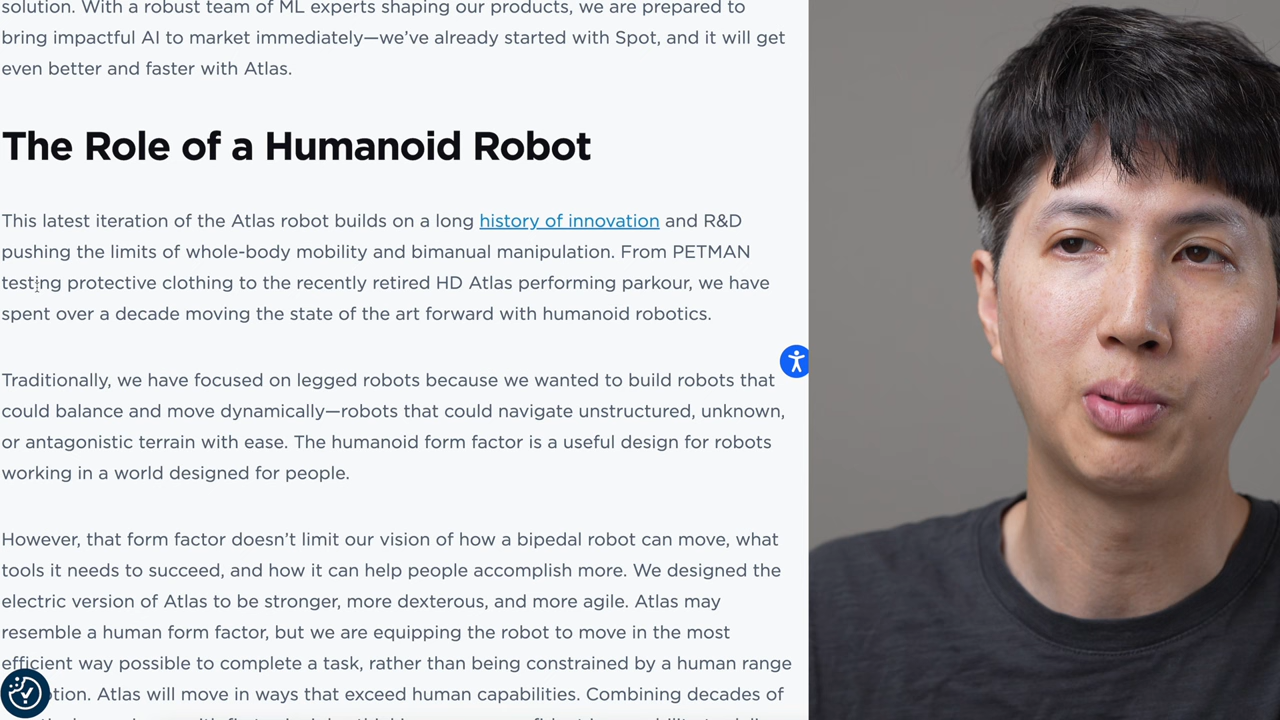 solution. With a robust team of ML experts shaping our products, we are prepared to
bring impactful AI to market immediately—we’ve already started with Spot, and it will get
even better and faster with Atlas.
The Role of a Humanoid Robot
This latest iteration of the Atlas robot builds on a long history of innovation and R&D
pushing the limits of whole-body mobility and bimanual manipulation. From PETMAN
testing protective clothing to the recently retired HD Atlas performing parkour, we have
spent over a decade moving the state of the art forward with humanoid robotics.
Traditionally, we have focused on legged robots because we wanted to build robots that
could balance and move dynamically—robots that could navigate unstructured, unknown,
or antagonistic terrain with ease. The humanoid form factor is a useful design for robots
working in a world designed for people.
However, that form factor doesn’t limit our vision of how a bipedal robot can move, what
tools it needs to succeed, and how it can help people accomplish more. We designed the
electric version of Atlas to be stronger, more dexterous, and more agile. Atlas may
resemble a human form factor, but we are equipping the robot to move in the most
efficient way possible to complete a task, rather than being constrained by a human range
Atlas will move in ways that exceed human capabilities. Combining decades of